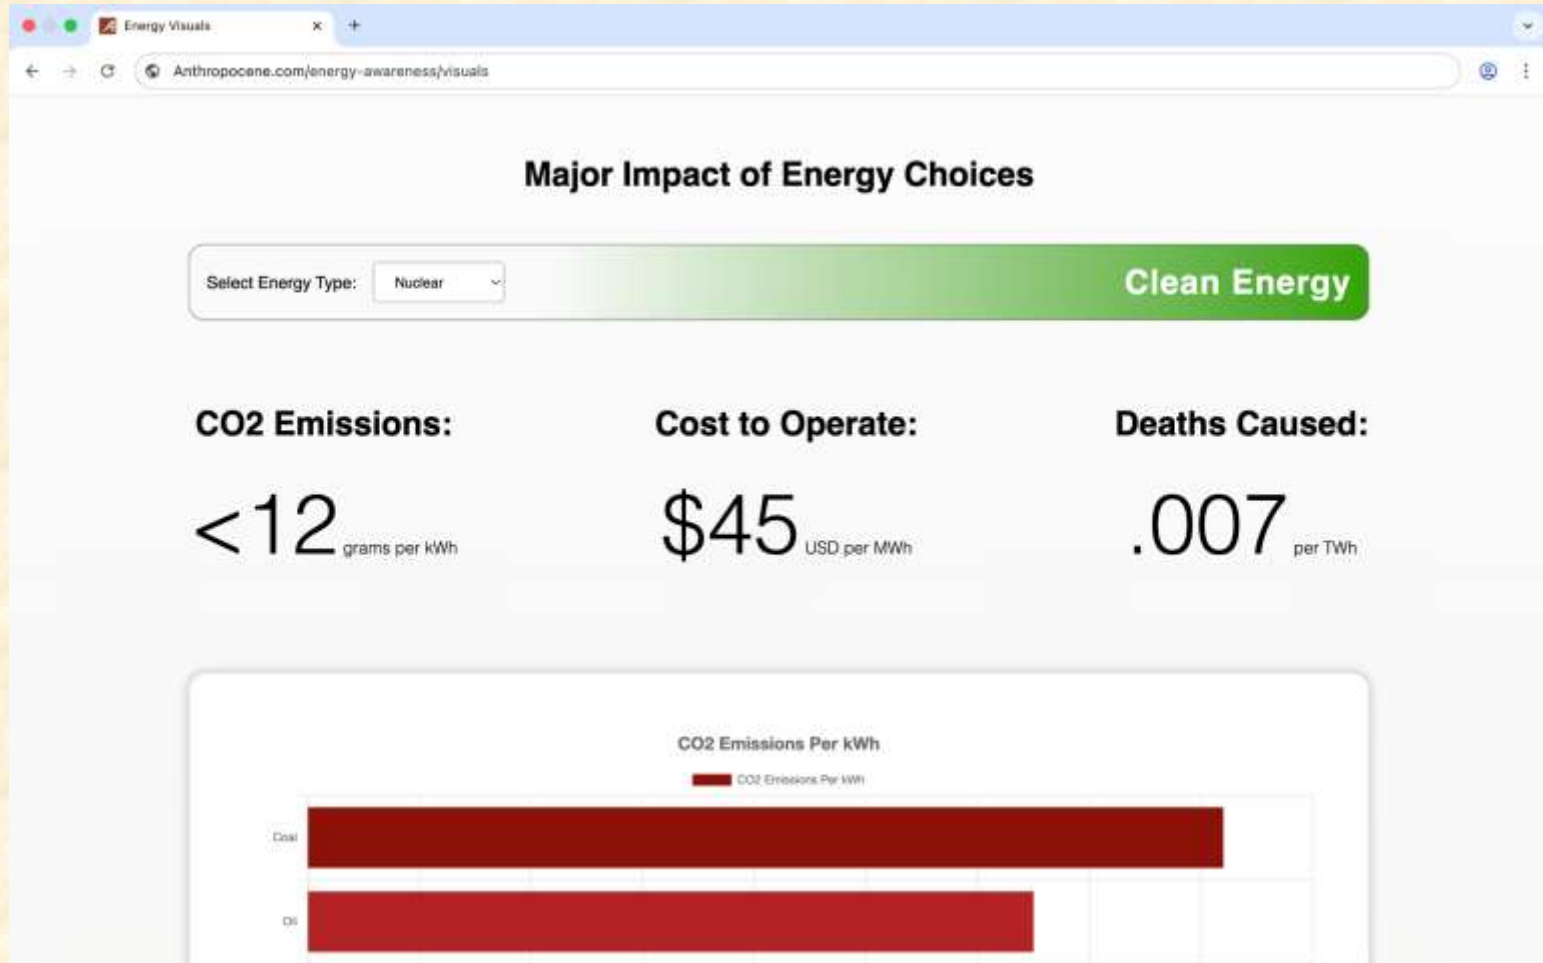 Energy Visuals
Anthropocene.com/energy-awareness/visuals
Major Impact of Energy Choices
Select Energy Type: Nuclear
Clean Energy
CO2 Emissions:
<12 grams per kWh
Cost to Operate:
$45 USD per MWh
Deaths Caused:
.007 per TWh
CO2 Emissions Per kWh
CO2 Emissions Per kWh
Coal
Oil